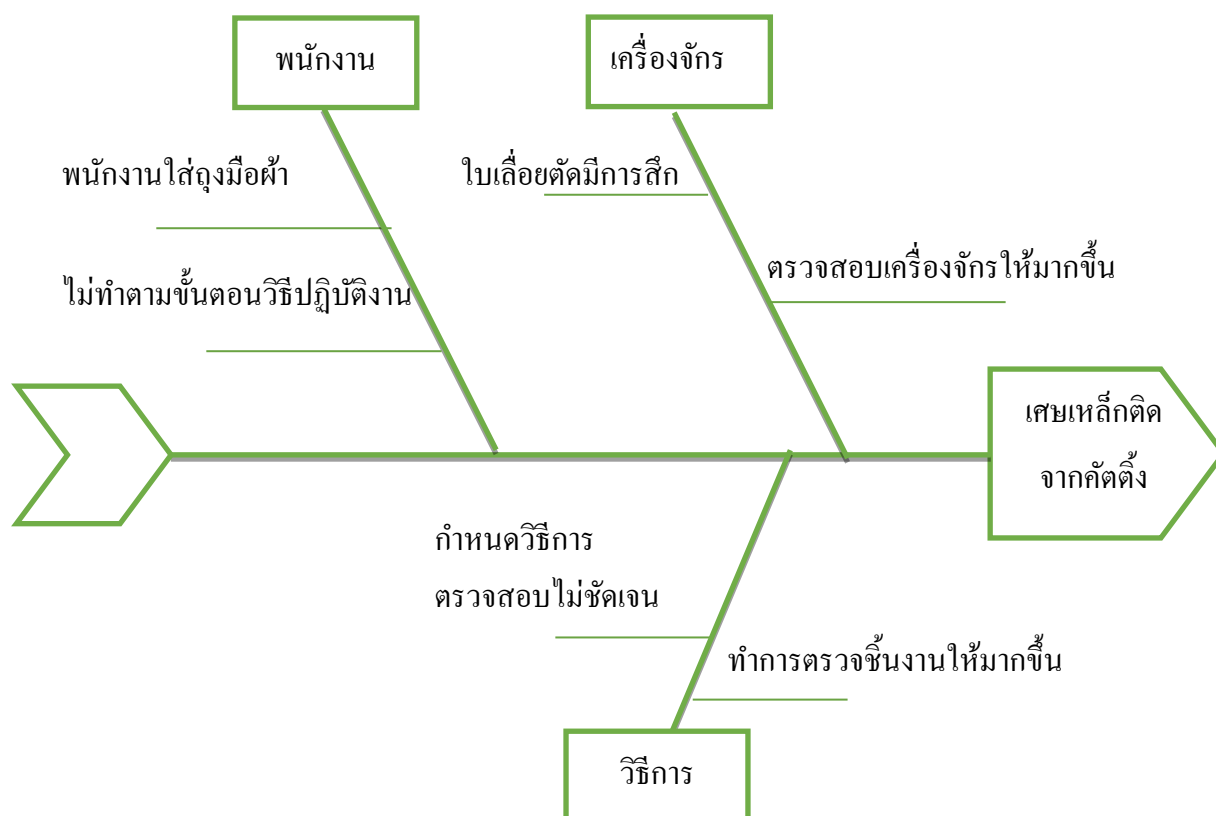 พนักงาน
เครื่องจักร
พนักงานใส่ถุงมือผ้า
ใบเลื่อยตัดมีการสึก
ตรวจสอบเครื่องจักรให้มากขึ้น
ไม่ทำตามขั้นตอนวิธีปฏิบัติงาน
เศษเหล็กติด
จากคัตติ้ง
กำหนดวิธีการ
ตรวจสอบไม่ชัดเจน
ทำการตรวจชิ้นงานให้มากขึ้น
วิธีการ